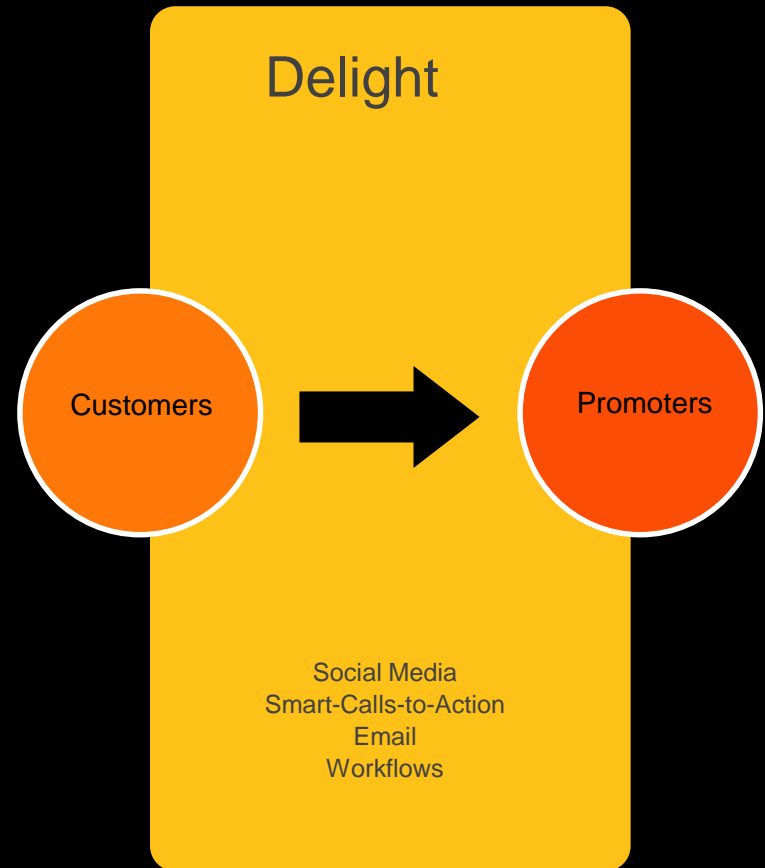 Delight
Customers
Promoters
Social Media
Smart-Calls-to-Action
Email
Workflows